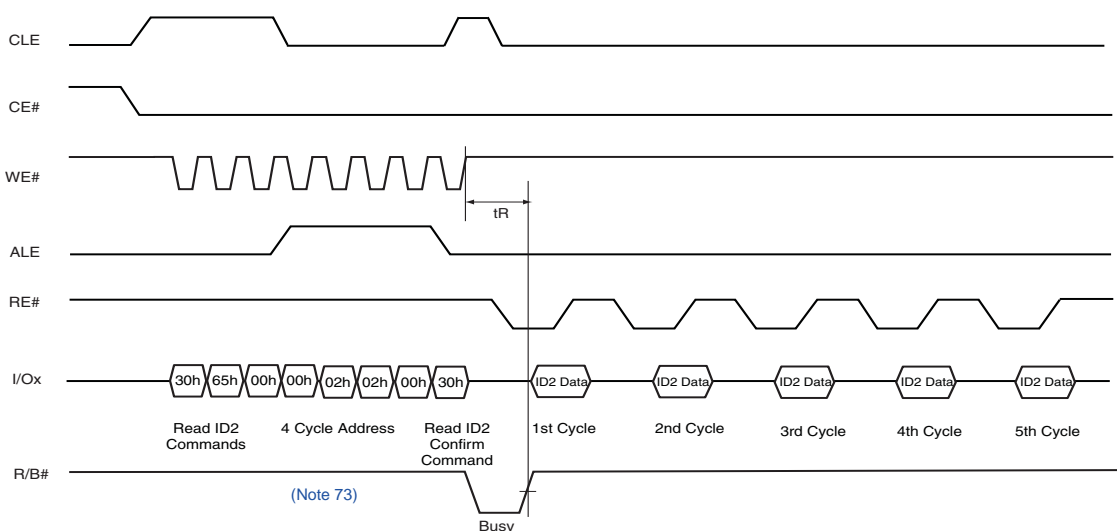 CLE
CE#
WE#
tR
ALE
RE#
I/Ox 30h 65h 00h 00h 02h 02h 00h 30h ID2 Data ID2 Data ID2 Data ID2 Data ID2 Data
Read ID2
Commands
4 Cycle Address
Read ID2
Confirm
Command
1st Cycle
2nd Cycle
3rd Cycle
4th Cycle
5th Cycle
R/B#
(Note 73)
Busy